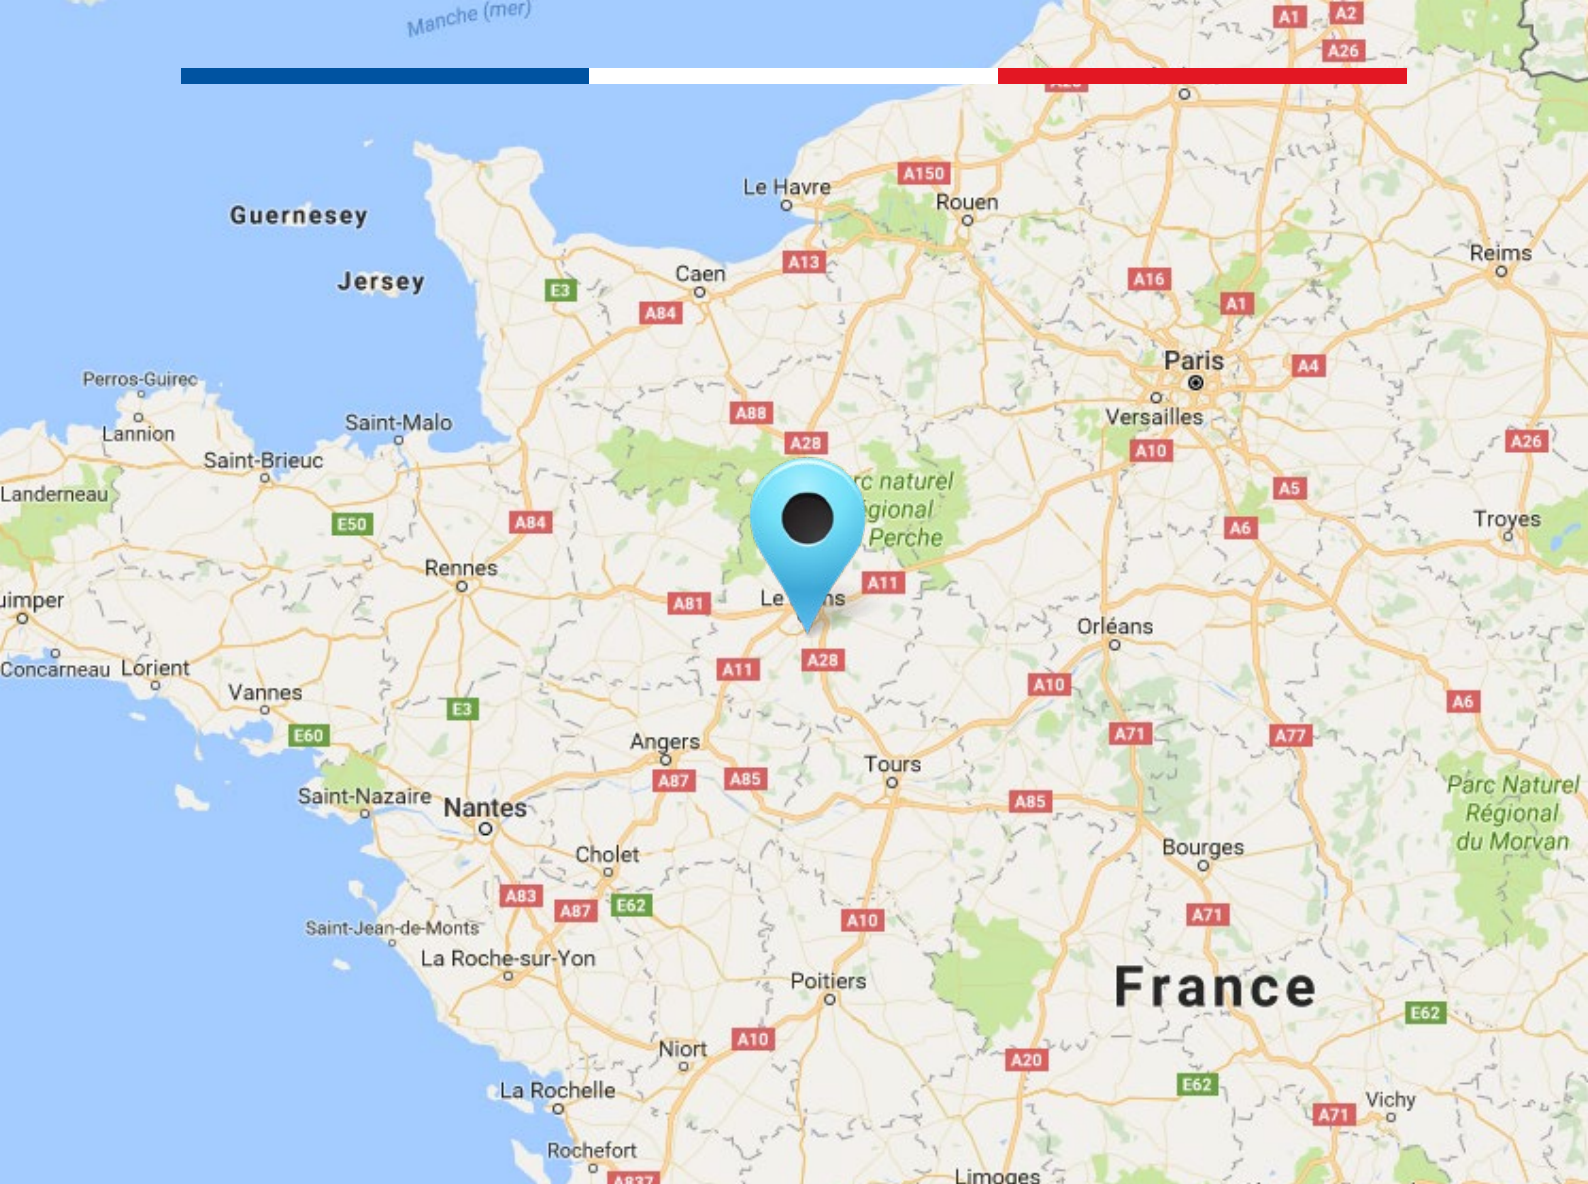 Manche (mer)
A1
A2
A26
Le Havre
A150
Rouen
Guernesey
Jersey
Caen
A13
E3
A84
A16
A1
Reims
Paris
A4
Versailles
A10
Perros-Guirec
Lannion
Saint-Malo
Saint-Brieuc
A88
A28
A26
Landerneau
E50
A84
naturel
Perche
A5
A6
Troyes
Rennes
A81
Le
A11
Orléans
Concarneau
Lorient
Vannes
A11
A28
A10
E3
E60
A6
A71
A77
Angers
A87
A85
Tours
A85
Saint-Nazaire
Nantes
Parc Naturel
Régional
du Morvan
Cholet
Bourges
A83
A87
E62
A10
A71
Saint-Jean-de-Monts
La Roche-sur-Yon
Poitiers
France
E62
Niort
A10
A20
E62
La Rochelle
Vichy
A71
Rochefort
A837
Limoges